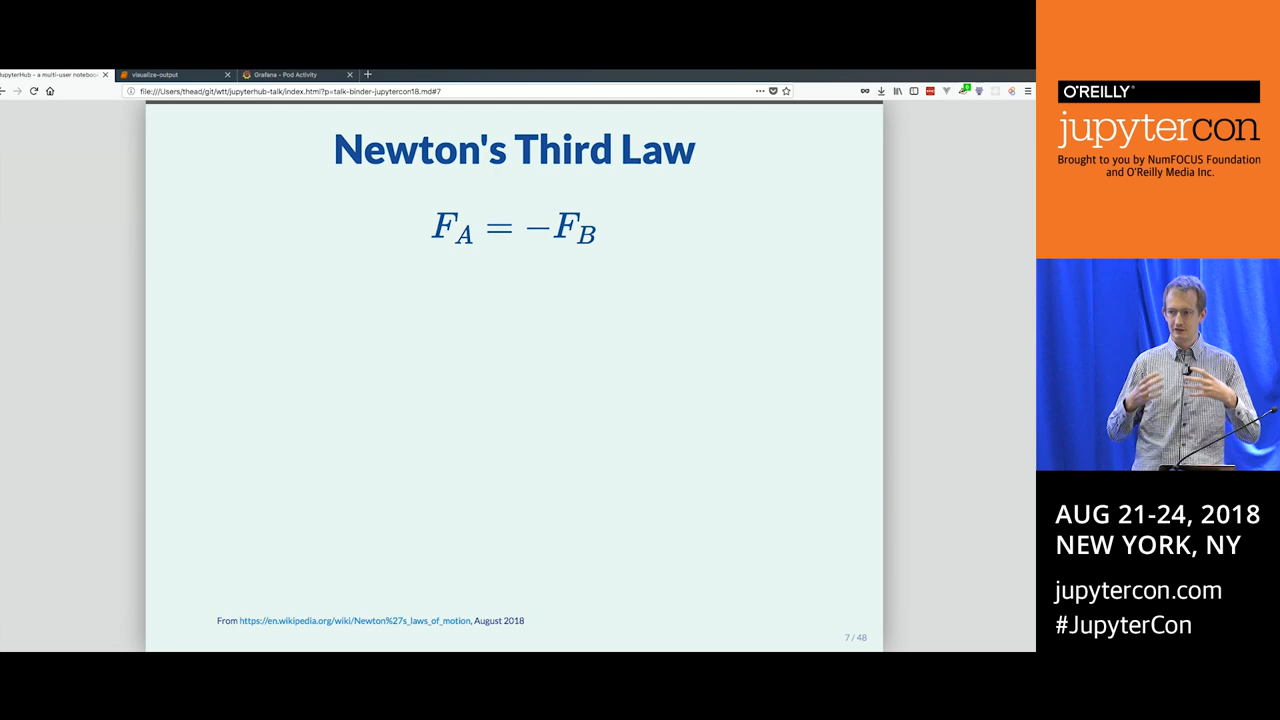 JupyterHub – a multi-user notebook
visualize-output
Grafana - Pod Activity
file:///Users/thead/git/wtt/jupyterhub-talk/index.html?p=talk-binder-jupytercon18.md#7
Newton's Third Law
F_A = −F_B
From https://en.wikipedia.org/wiki/Newton%27s_laws_of_motion, August 2018
7 / 48
O'REILLY®
jupytercon
Brought to you by NumFOCUS Foundation
and O'Reilly Media Inc.
AUG 21-24, 2018
NEW YORK, NY
jupytercon.com
#JupyterCon